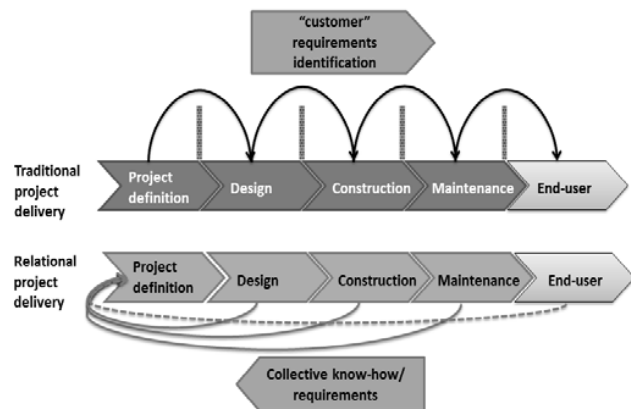 “customer”
requirements
identification
Traditional
project
delivery
Project
definition
Design
Construction
Maintenance
End-user
Relational
project
delivery
Project
definition
Design
Construction
Maintenance
End-user
Collective know-how/
requirements